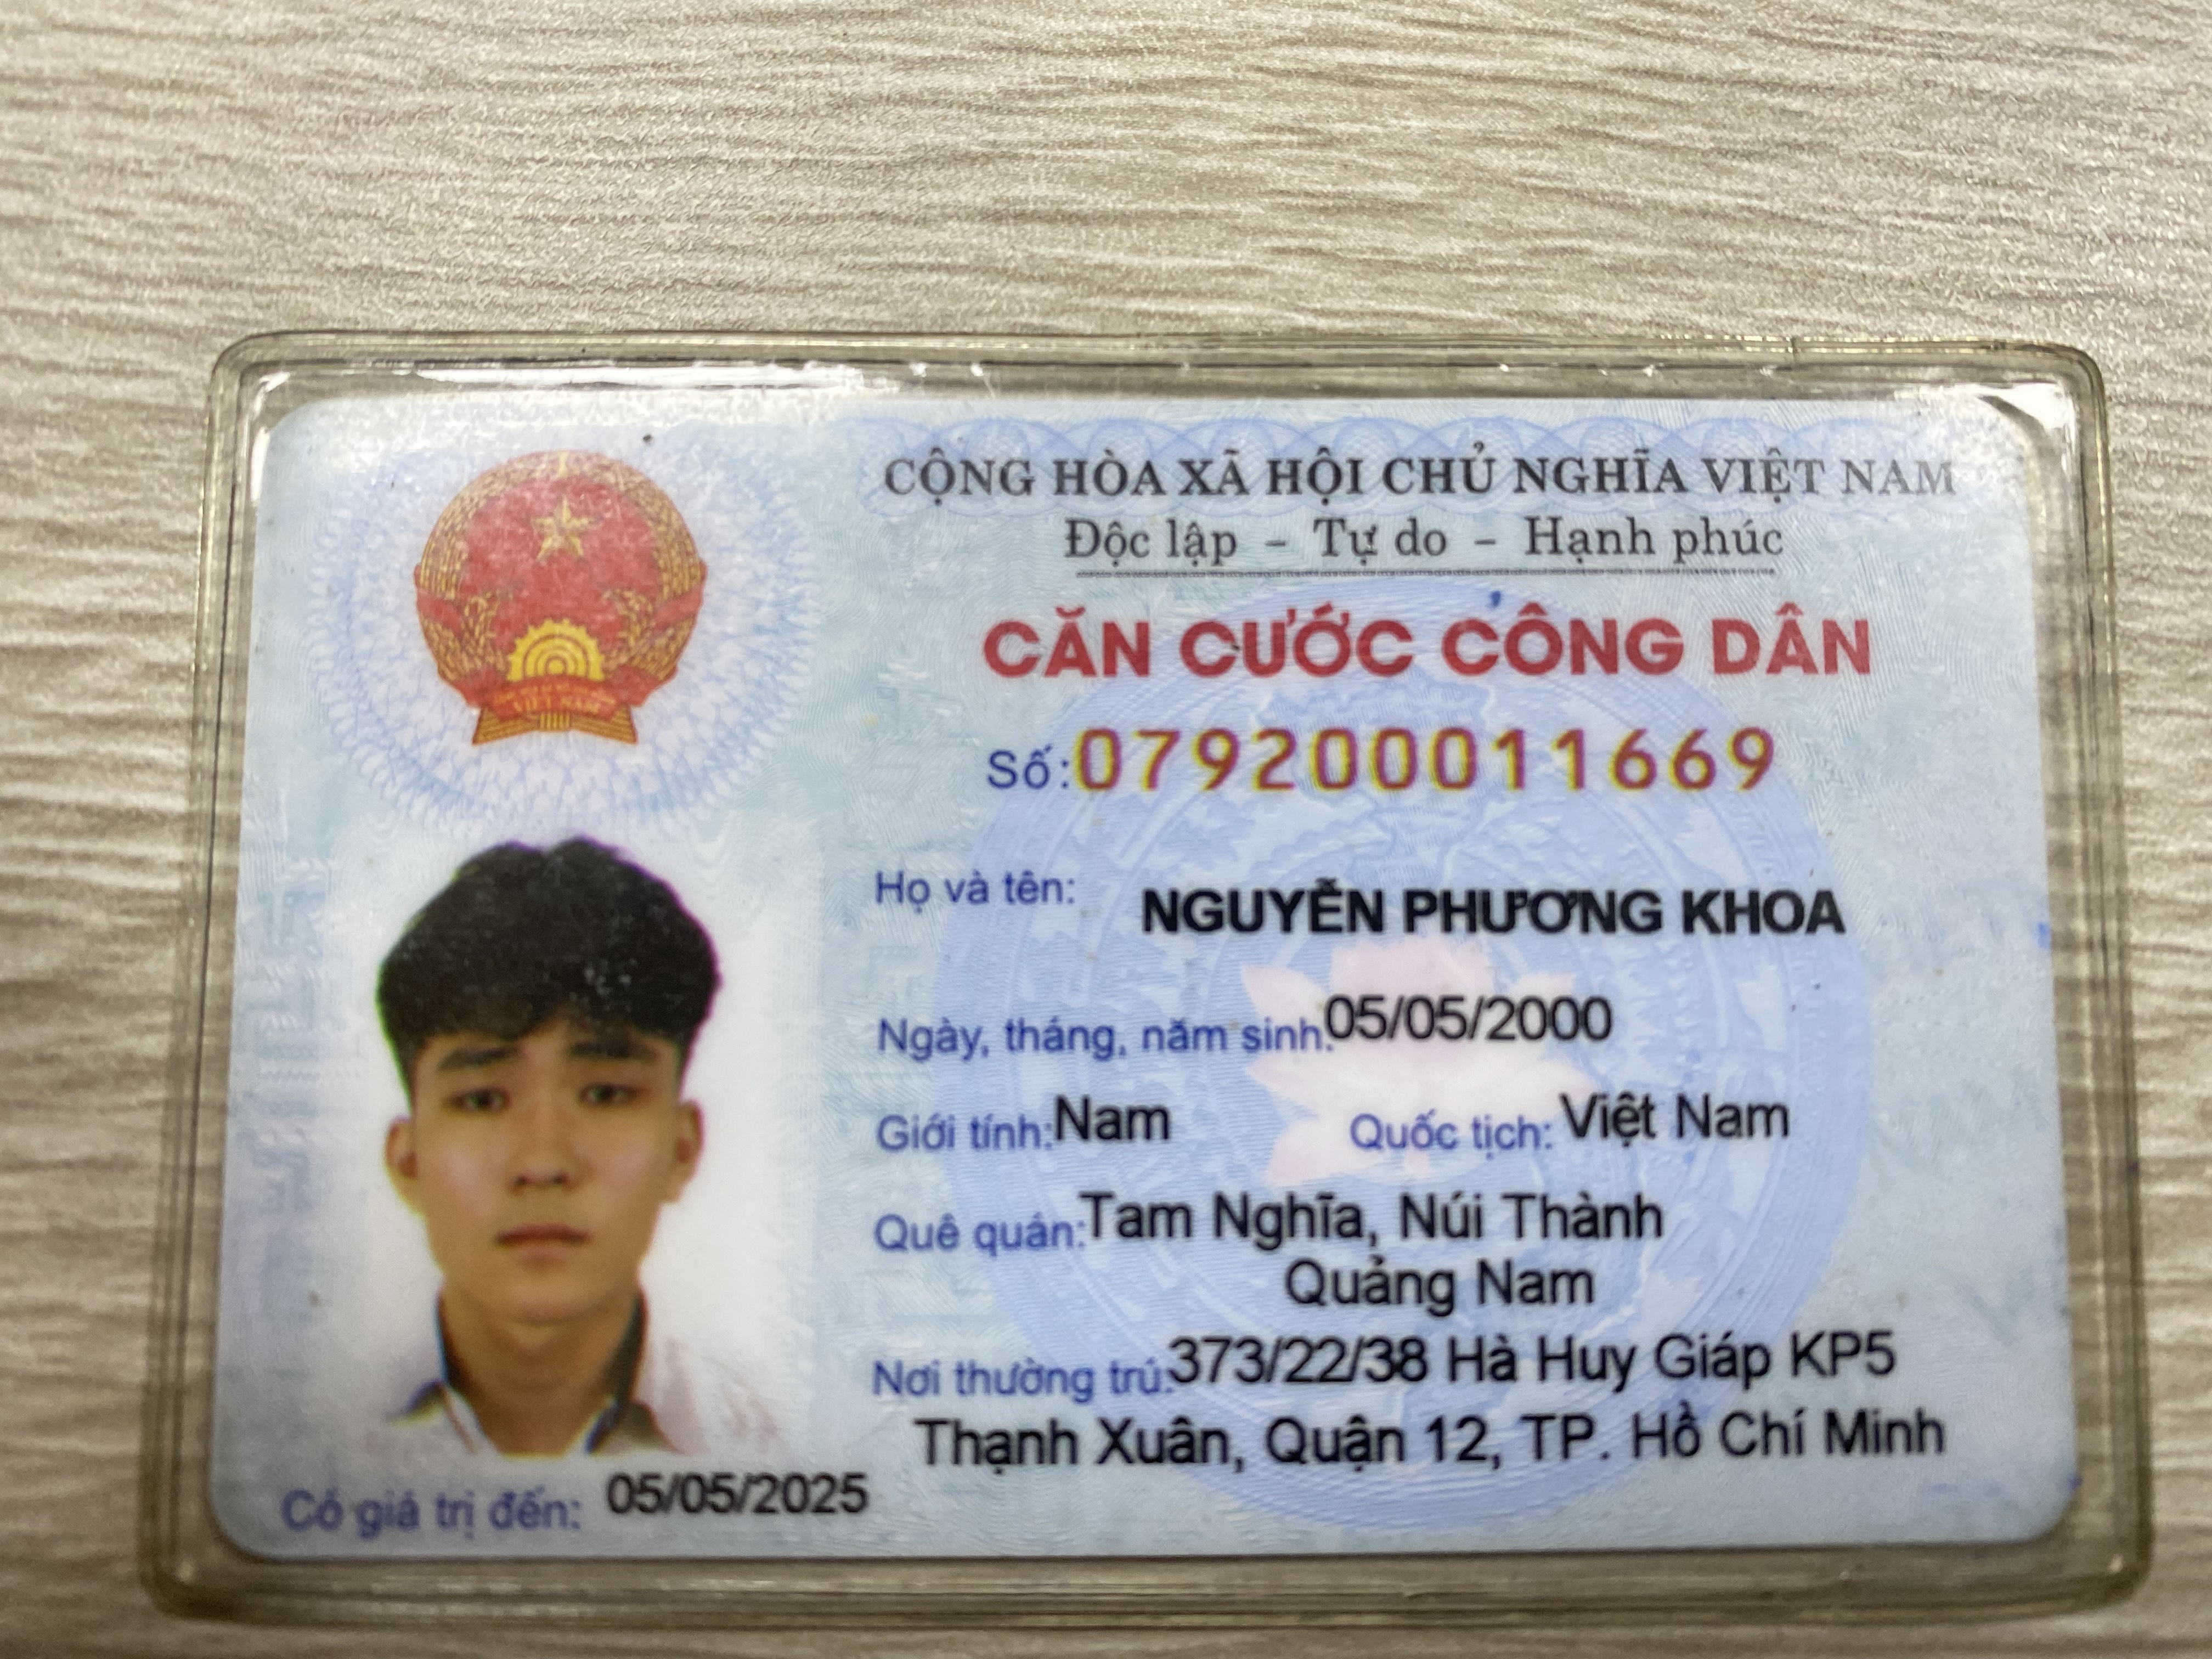 CỘNG HÒA XÃ HỘI CHỦ NGHĨA VIỆT NAM
Độc lập - Tự do - Hạnh phúc
CĂN CƯỚC CÔNG DÂN
Số: 079200011669
Họ và tên: NGUYỄN PHƯƠNG KHOA
Ngày, tháng, năm sinh: 05/05/2000
Giới tính: Nam Quốc tịch: Việt Nam
Quê quán: Tam Nghĩa, Núi Thành
Quảng Nam
Nơi thường trú: 373/22/38 Hà Huy Giáp KP5
Thạnh Xuân, Quận 12, TP. Hồ Chí Minh
Có giá trị đến: 05/05/2025